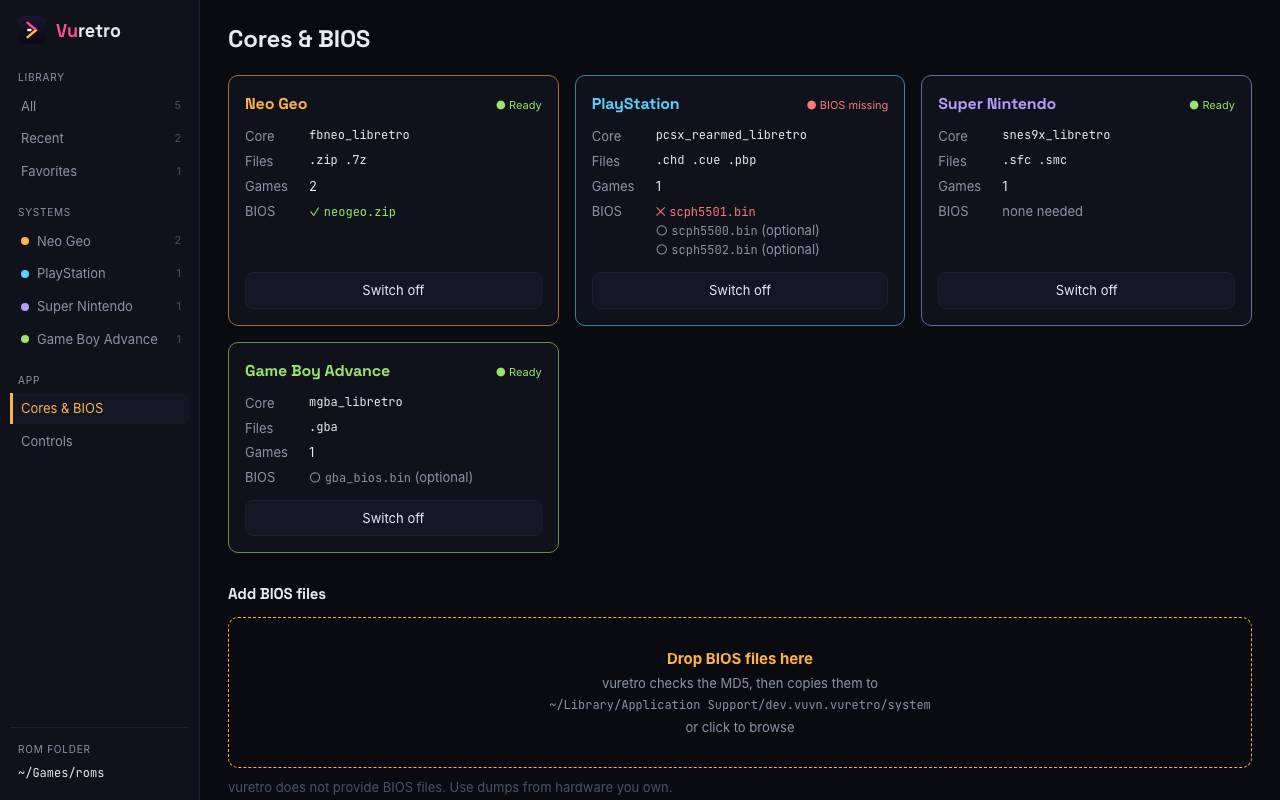 Vuretro
LIBRARY
All 5
Recent 2
Favorites 1
SYSTEMS
Neo Geo 2
PlayStation 1
Super Nintendo 1
Game Boy Advance 1
APP
Cores & BIOS
Controls
ROM FOLDER
~/Games/roms
Cores & BIOS
Neo Geo Ready
Core fbneo_libretro
Files .zip .7z
Games 2
BIOS ✓ neogeo.zip
Switch off
PlayStation BIOS missing
Core pcsx_rearmed_libretro
Files .chd .cue .pbp
Games 1
BIOS ✕ scph5501.bin
○ scph5500.bin (optional)
○ scph5502.bin (optional)
Switch off
Super Nintendo Ready
Core snes9x_libretro
Files .sfc .smc
Games 1
BIOS none needed
Switch off
Game Boy Advance Ready
Core mgba_libretro
Files .gba
Games 1
BIOS ○ gba_bios.bin (optional)
Switch off
Add BIOS files
Drop BIOS files here
vuretro checks the MD5, then copies them to
~/Library/Application Support/dev.vuvn.vuretro/system
or click to browse
vuretro does not provide BIOS files. Use dumps from hardware you own.